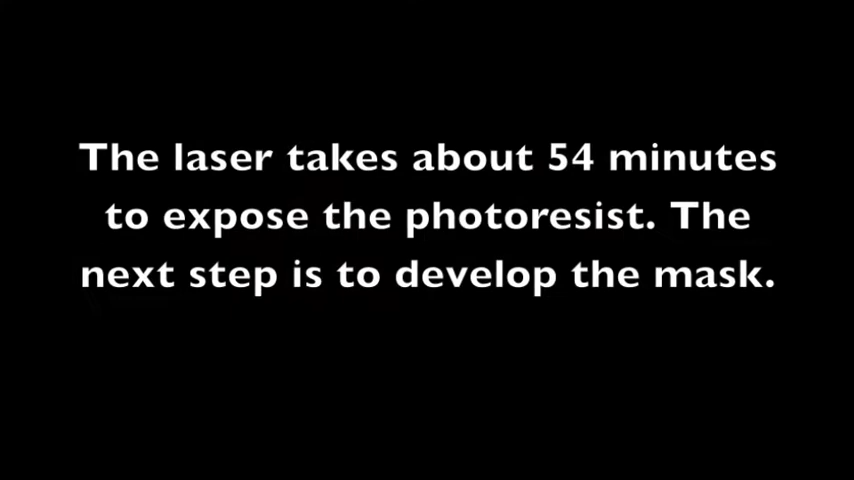 The laser takes about 54 minutes
to expose the photoresist. The
next step is to develop the mask.